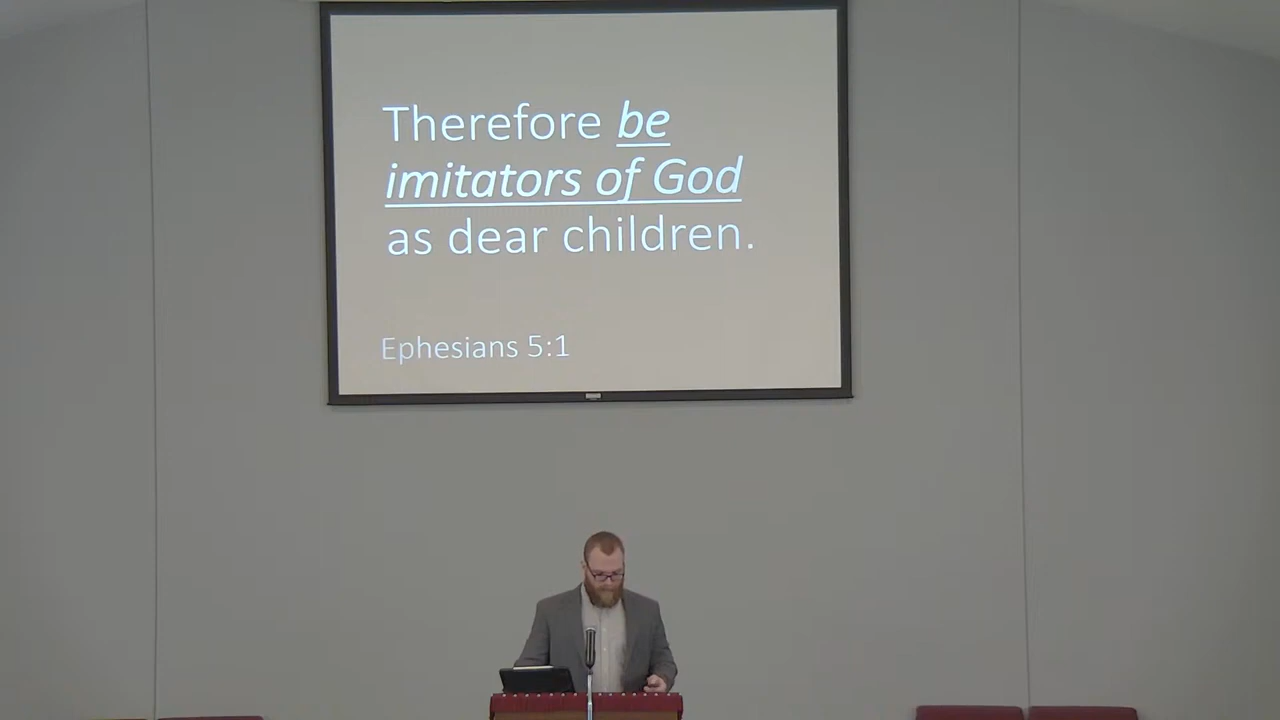 Therefore be
imitators of God
as dear children.
Ephesians 5:1